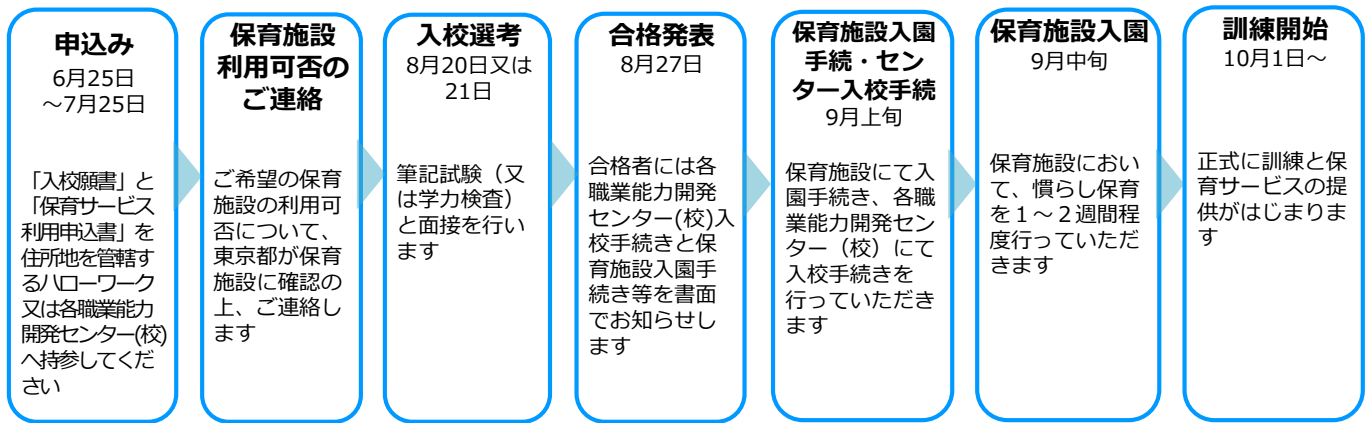 申込み
6月25日
～7月25日
「入校願書」と
「保育サービス
利用申込書」を
住所地を管轄す
るハローワーク
又は各職業能力
開発センター(校)
へ持参してくだ
さい
保育施設
利用可否の
ご連絡
ご希望の保育
施設の利用可
否について、
東京都が保育
施設に確認の
上、ご連絡し
ます
入校選考
8月20日又は
21日
筆記試験（又
は学力検査）
と面接を行い
ます
合格発表
8月27日
合格者には各
職業能力開発
センター(校)入
校手続きと保
育施設入園手
続き等を書面
でお知らせし
ます
保育施設入園
手続・セン
ター入校手続
9月上旬
保育施設にて入
園手続き、各職
業能力開発セン
ター（校）にて
入校手続きを
行っていただき
ます
保育施設入園
9月中旬
保育施設におい
て、慣らし保育
を１～２週間程
度行っていただ
きます
訓練開始
10月1日～
正式に訓練と保
育サービスの提
供がはじまりま
す